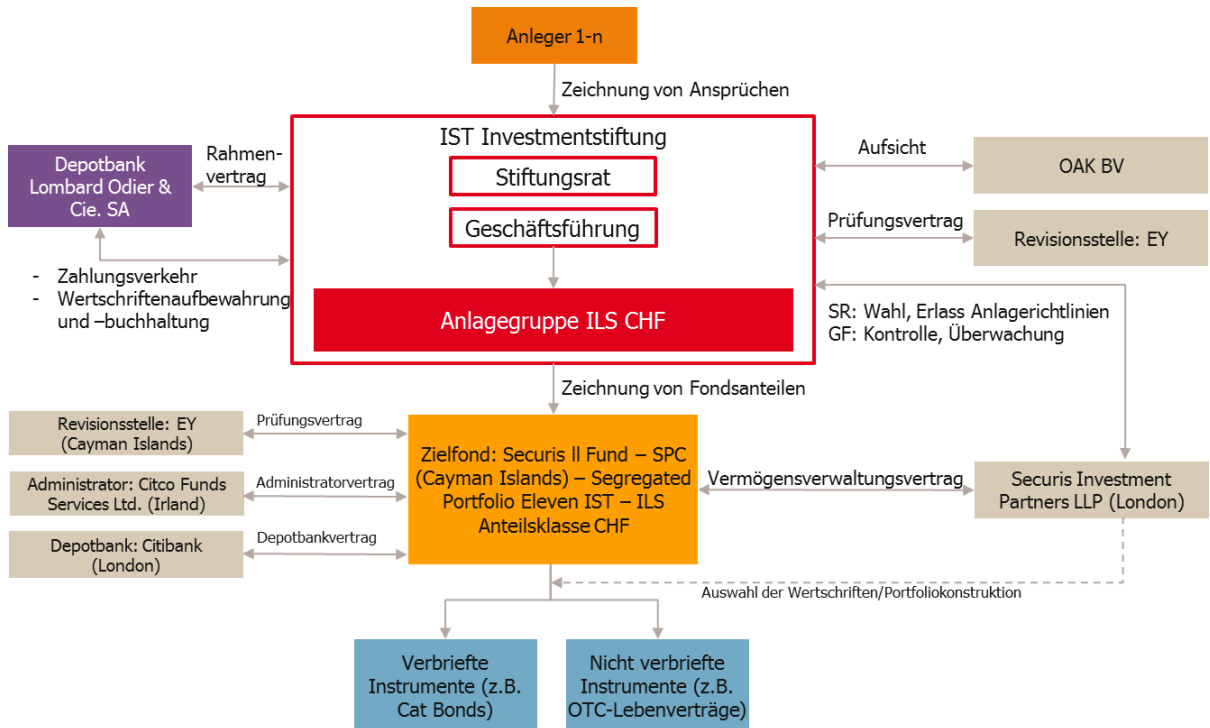 Anleger 1-n
Zeichnung von Ansprüchen
IST Investmentstiftung
Stiftungsrat
Geschäftsführung
Anlagegruppe ILS CHF
Depotbank
Lombard Odier &
Cie. SA
Rahmen-
vertrag
- Zahlungsverkehr
- Wertschriftenaufbewahrung
und –buchhaltung
Aufsicht
OAK BV
Prüfungsvertrag
Revisionsstelle: EY
SR: Wahl, Erlass Anlagerichtlinien
GF: Kontrolle, Überwachung
Zeichnung von Fondsanteilen
Revisionsstelle: EY
(Cayman Islands)
Prüfungsvertrag
Administrator: Citco Funds
Services Ltd. (Irland)
Administratorvertrag
Depotbank: Citibank
(London)
Depotbankvertrag
Zielfond: Securis ll Fund – SPC
(Cayman Islands) – Segregated
Portfolio Eleven IST – ILS
Anteilsklasse CHF
Vermögensverwaltungsvertrag
Securis Investment
Partners LLP (London)
Auswahl der Wertschriften/Portfoliokonstruktion
Verbriefte
Instrumente (z.B.
Cat Bonds)
Nicht verbriefte
Instrumente (z.B.
OTC-Lebenverträge)